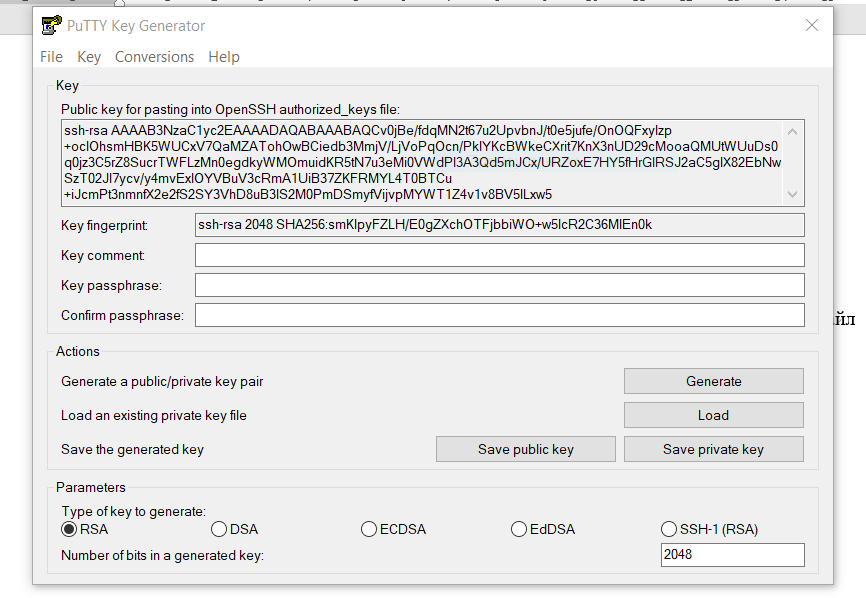 PuTTY Key Generator
File Key Conversions Help
Key
Public key for pasting into OpenSSH authorized_keys file:
ssh-rsa AAAAB3NzaC1yc2EAAAADAQABAAABAQCv0jBe/fdqMN2t67u2UpvbnJ/t0e5jufe/OnOQFxylzp
+oclOhsmHBK5WUCxV7QaMZATohOwBCiedb3MmjV/LjVoPqOcn/PklYKcBWkeCXrit7KnX3nUD29cMooaQMUtWUuDs0
q0jz3C5rZ8SucrTWFLzMn0egdkyWMOmuidKR5tN7u3eMi0VWdPl3A3Qd5mJCx/URZoxE7HY5fHrGlRSJ2aC5glX82EbNw
SzT02Jl7ycv/y4mvExlOYVBuV3cRmA1UiB37ZKFRMYL4T0BTCu
+iJcmPt3nmnfX2e2fS2SY3VhD8uB3lS2M0PmDSmyfVijvpMYWT1Z4v1v8BV5lLxw5
Key fingerprint: ssh-rsa 2048 SHA256:smKlpyFZLH/E0gZXchOTFjbbiWO+w5lcR2C36MlEn0k
Key comment:
Key passphrase:
Confirm passphrase:
йл
Actions
Generate a public/private key pair Generate
Load an existing private key file Load
Save the generated key Save public key Save private key
Parameters
Type of key to generate:
RSA DSA ECDSA EdDSA SSH-1 (RSA)
Number of bits in a generated key: 2048